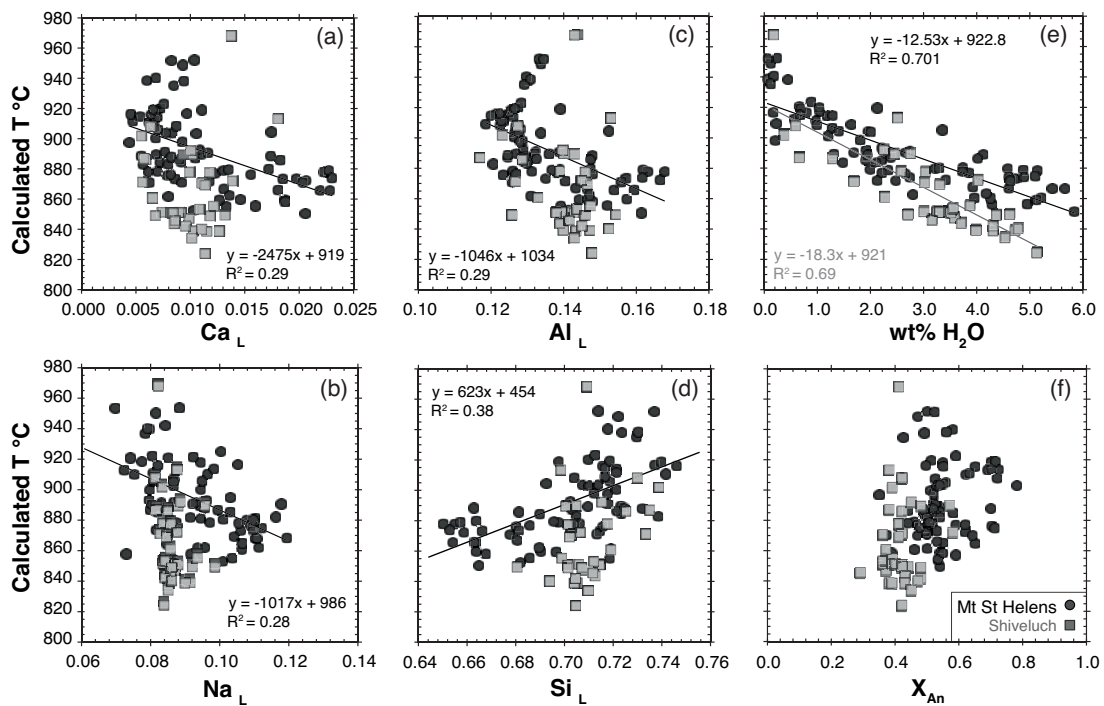 980
960
940
920
900
880
860
840
820
800
Calculated T °C
(a)
y = -2475x + 919
R² = 0.29
0.000 0.005 0.010 0.015 0.020 0.025
Ca L
(c)
y = -1046x + 1034
R² = 0.29
0.10 0.12 0.14 0.16 0.18
Al L
(e)
y = -12.53x + 922.8
R² = 0.701
y = -18.3x + 921
R² = 0.69
0.0 1.0 2.0 3.0 4.0 5.0 6.0
wt% H₂O
980
960
940
920
900
880
860
840
820
800
Calculated T °C
(b)
y = -1017x + 986
R² = 0.28
0.06 0.08 0.10 0.12 0.14
Na L
(d)
y = 623x + 454
R² = 0.38
0.64 0.66 0.68 0.70 0.72 0.74 0.76
Si L
(f)
Mt St Helens
Shiveluch
0.0 0.2 0.4 0.6 0.8 1.0
X An